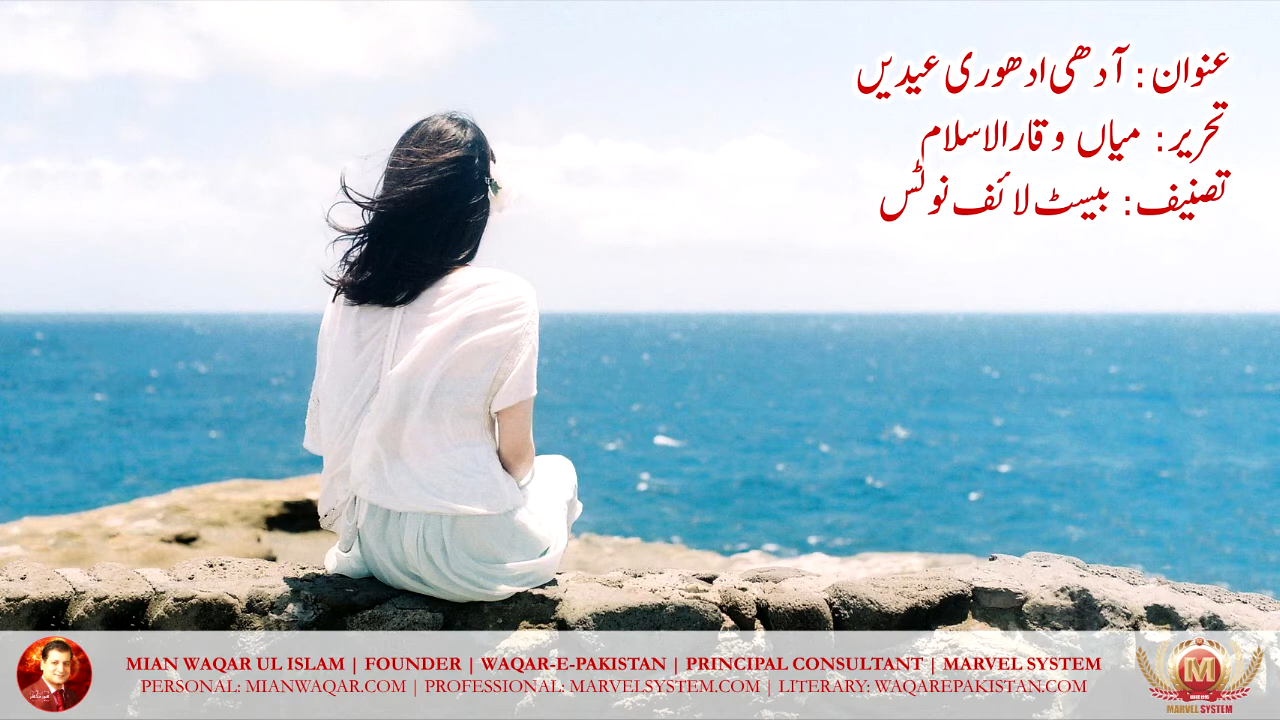 عنوان : آدھی ادھوری عیدیں
تحریر : میاں وقارالاسلام
تصنیف : بیسٹ لائف نوٹس
MIAN WAQAR UL ISLAM | FOUNDER | WAQAR-E-PAKISTAN | PRINCIPAL CONSULTANT | MARVEL SYSTEM
PERSONAL: MIANWAQAR.COM | PROFESSIONAL: MARVELSYSTEM.COM | LITERARY: WAQAREPAKISTAN.COM
M
MARVEL SYSTEM